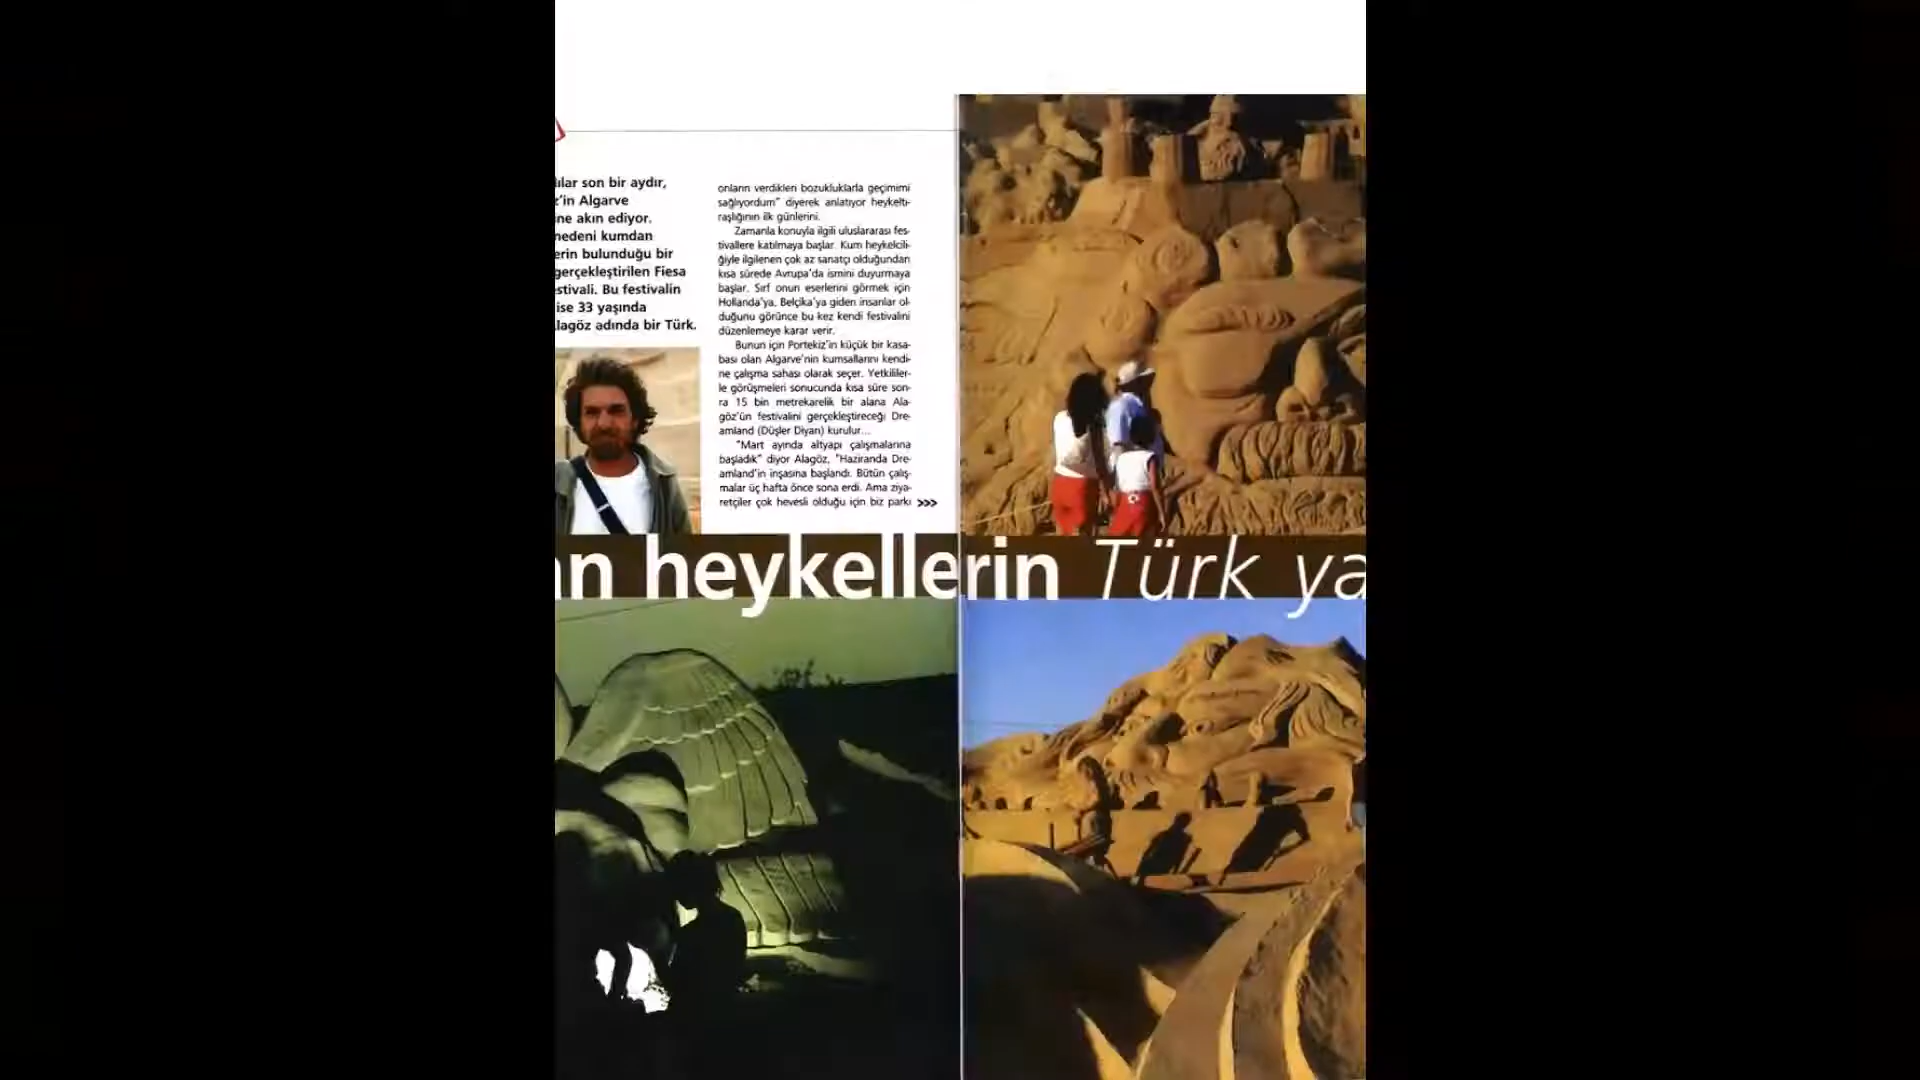 ılar son bir aydır,
z'in Algarve
ine akın ediyor.
nedeni kumdan
erin bulunduğu bir
gerçekleştirilen Fiesa
stivali. Bu festivalin
ise 33 yaşında
lagöz adında bir Türk.
onların verdikleri bozukluklarla geçimimi
sağlıyordum" diyerek anlatıyor heykeltı-
raşlığının ilk günlerini.
Zamanla konuyla ilgili uluslararası fes-
tivallere katılmaya başlar. Kum heykelcili-
ğiyle ilgilenen çok az sanatçı olduğundan
kısa sürede Avrupa'da ismini duyurmaya
başlar. Sırf onun eserlerini görmek için
Hollanda'ya, Belçika'ya giden insanlar ol-
duğunu görünce bu kez kendi festivalini
düzenlemeye karar verir.
Bunun için Portekiz'in küçük bir kasa-
bası olan Algarve'nin kumsallarını kendi-
ne çalışma sahası olarak seçer. Yetkililer-
le görüşmeleri sonucunda kısa süre son-
ra 15 bin metrekarelik bir alana Ala-
göz'ün festivalini gerçekleştireceği Dre-
amland (Düşler Diyarı) kurulur...
"Mart ayında altyapı çalışmalarına
başladık" diyor Alagöz, "Haziranda Dre-
amland'in inşasına başlandı. Bütün çalış-
malar üç hafta önce sona erdi. Ama ziya-
retçiler çok hevesli olduğu için biz parkı >>>
an heykellerin Türk ya